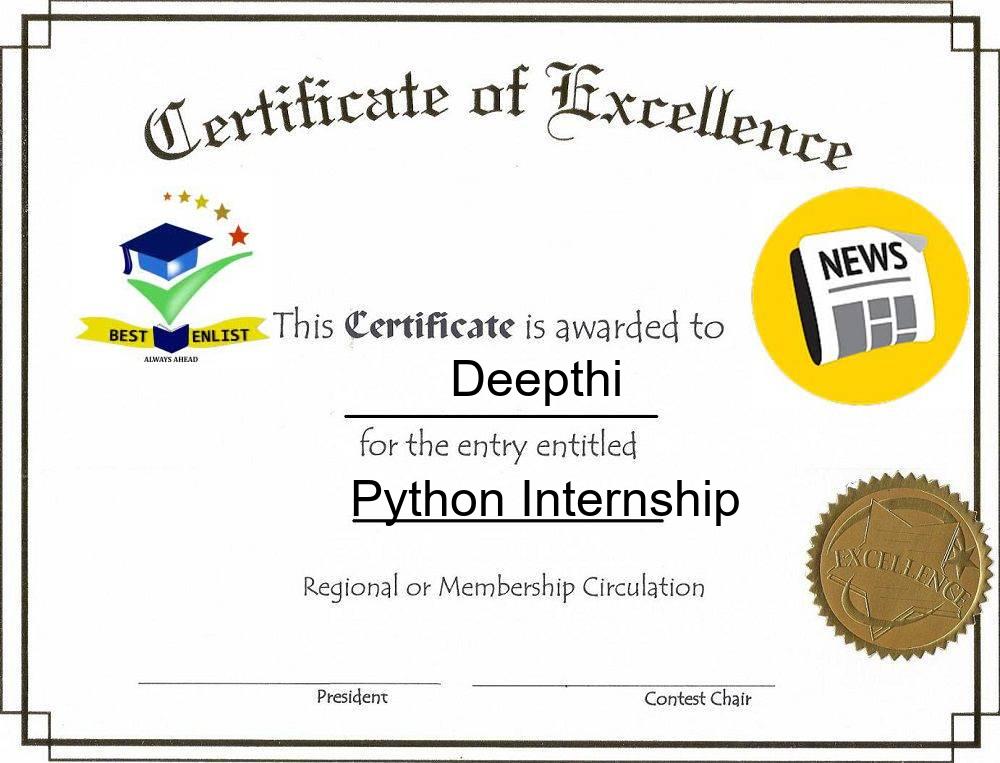 Certificate of Excellence
NEWS
BEST ENLIST
ALWAYS AHEAD
This Certificate is awarded to
Deepthi
for the entry entitled
Python Internship
EXCELLENCE
Regional or Membership Circulation
President
Contest Chair